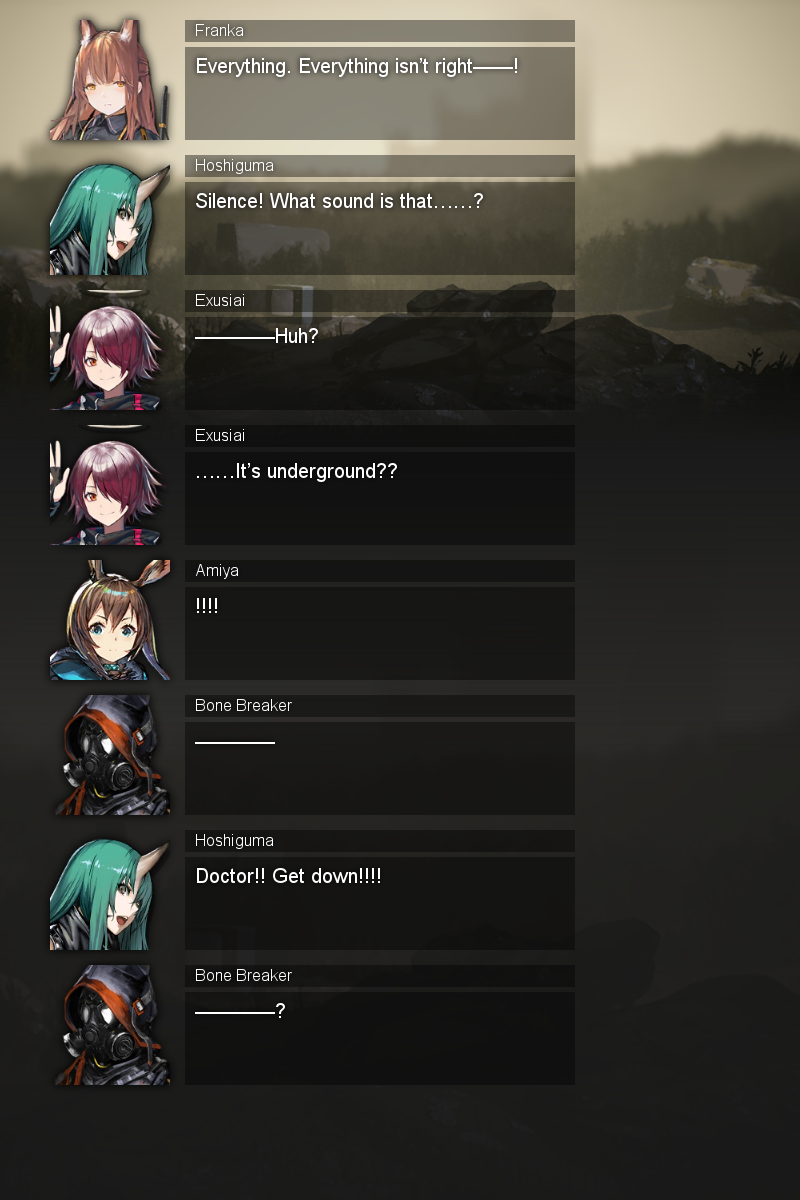 Franka
Everything. Everything isn't right——!
Hoshiguma
Silence! What sound is that……?
Exusiai
————Huh?
Exusiai
……It's underground??
Amiya
!!!!
Bone Breaker
————
Hoshiguma
Doctor!! Get down!!!!
Bone Breaker
————?